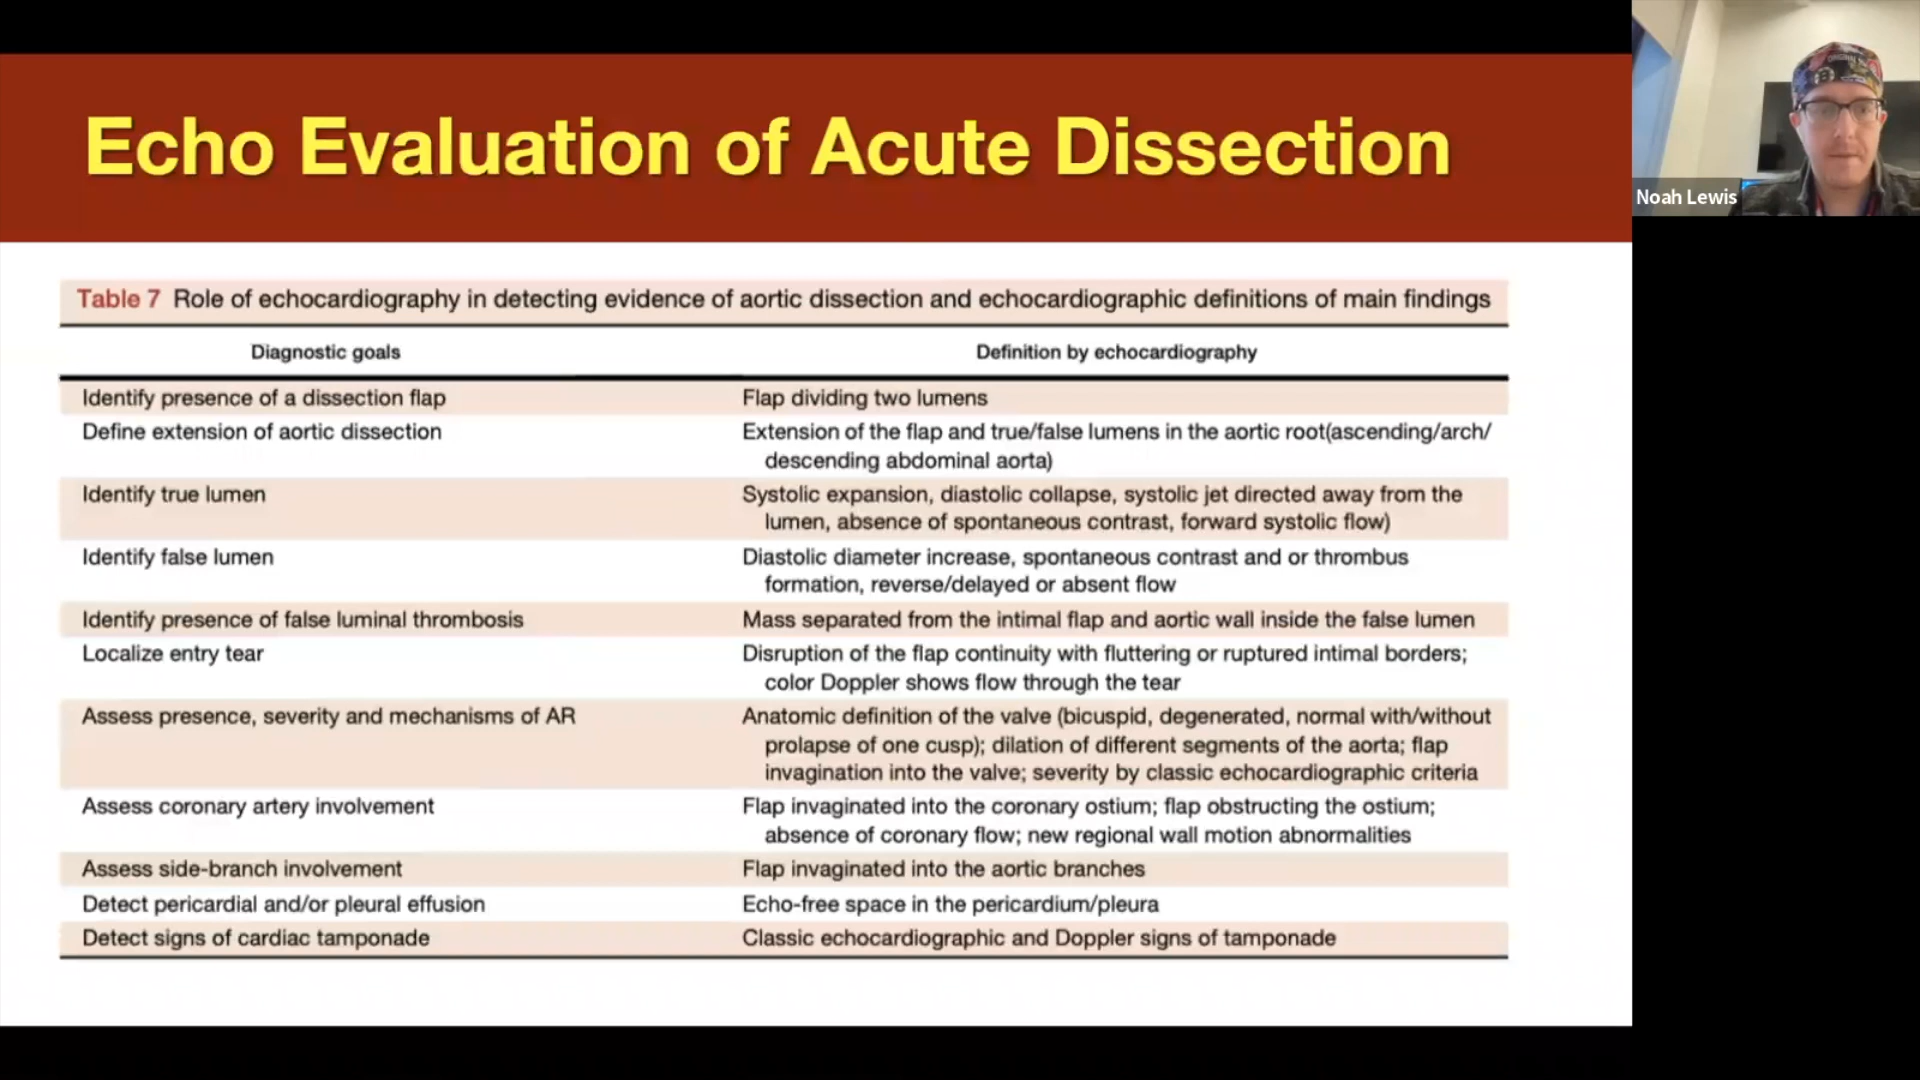 Echo Evaluation of Acute Dissection
Noah Lewis
Table 7 Role of echocardiography in detecting evidence of aortic dissection and echocardiographic definitions of main findings
Diagnostic goals
Definition by echocardiography
Identify presence of a dissection flap
Flap dividing two lumens
Define extension of aortic dissection
Extension of the flap and true/false lumens in the aortic root(ascending/arch/
descending abdominal aorta)
Identify true lumen
Systolic expansion, diastolic collapse, systolic jet directed away from the
lumen, absence of spontaneous contrast, forward systolic flow)
Identify false lumen
Diastolic diameter increase, spontaneous contrast and or thrombus
formation, reverse/delayed or absent flow
Identify presence of false luminal thrombosis
Mass separated from the intimal flap and aortic wall inside the false lumen
Localize entry tear
Disruption of the flap continuity with fluttering or ruptured intimal borders;
color Doppler shows flow through the tear
Assess presence, severity and mechanisms of AR
Anatomic definition of the valve (bicuspid, degenerated, normal with/without
prolapse of one cusp); dilation of different segments of the aorta; flap
invagination into the valve; severity by classic echocardiographic criteria
Assess coronary artery involvement
Flap invaginated into the coronary ostium; flap obstructing the ostium;
absence of coronary flow; new regional wall motion abnormalities
Assess side-branch involvement
Flap invaginated into the aortic branches
Detect pericardial and/or pleural effusion
Echo-free space in the pericardium/pleura
Detect signs of cardiac tamponade
Classic echocardiographic and Doppler signs of tamponade